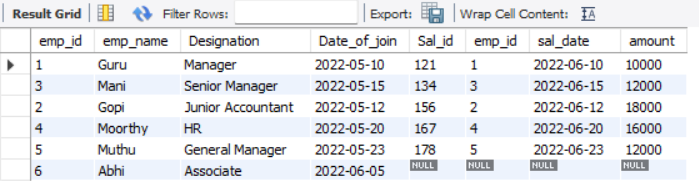 Result Grid Filter Rows: Export: Wrap Cell Content: IA
emp_id emp_name Designation Date_of_join Sal_id emp_id sal_date amount
1 Guru Manager 2022-05-10 121 1 2022-06-10 10000
3 Mani Senior Manager 2022-05-15 134 3 2022-06-15 12000
2 Gopi Junior Accountant 2022-05-12 156 2 2022-06-12 18000
4 Moorthy HR 2022-05-20 167 4 2022-06-20 16000
5 Muthu General Manager 2022-05-23 178 5 2022-06-23 12000
6 Abhi Associate 2022-06-05 NULL NULL NULL NULL